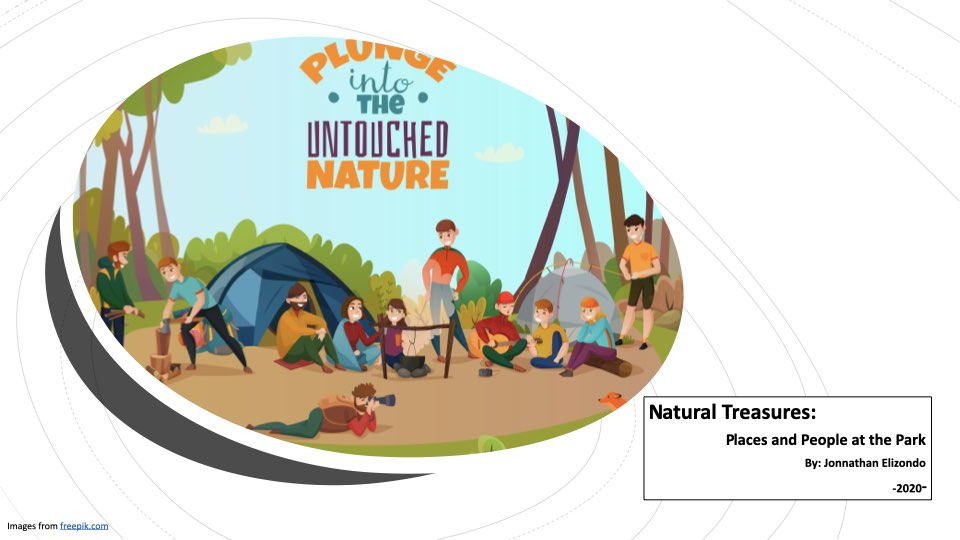 PLUNGE
into
• THE •
UNTOUCHED
NATURE
Natural Treasures:
Places and People at the Park
By: Jonnathan Elizondo
-2020-
Images from freepik.com